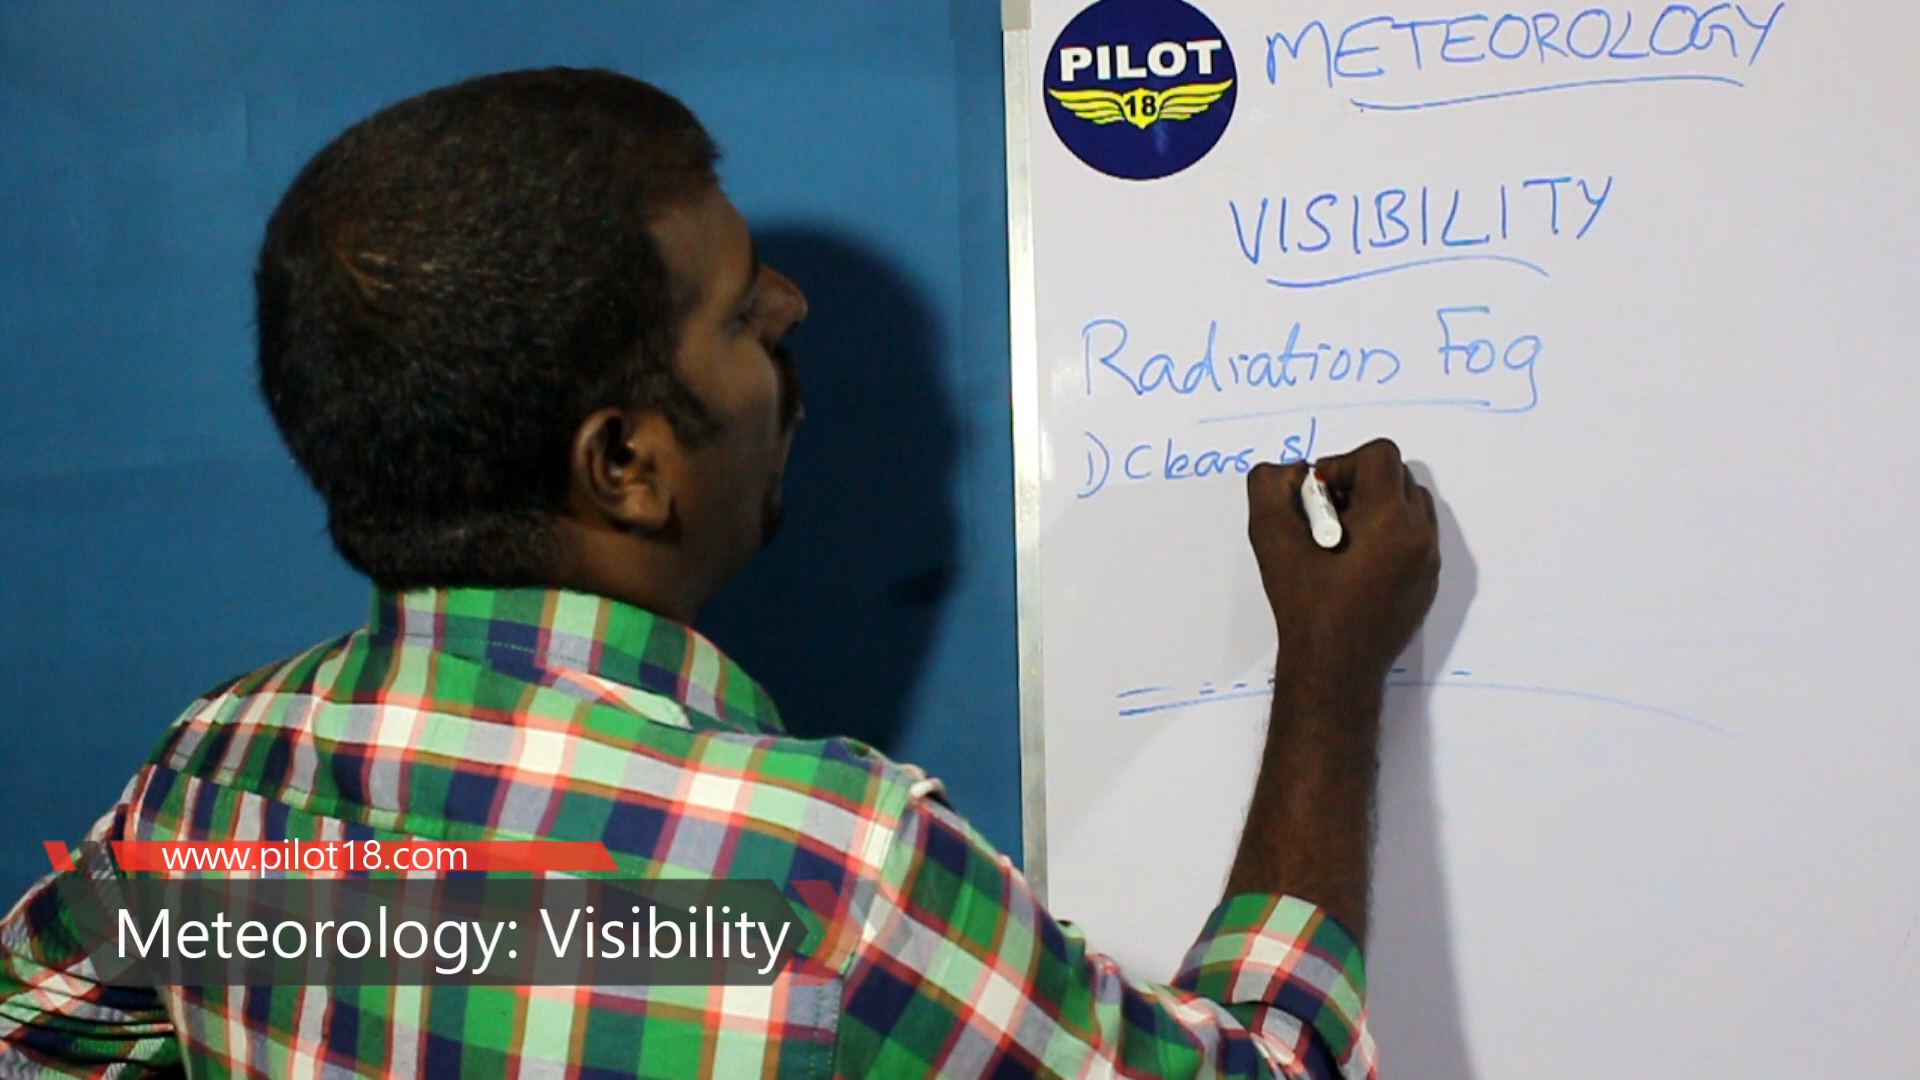 PILOT
18
METEOROLOGY
VISIBILITY
Radiation Fog
1) Clear
www.pilot18.com
Meteorology: Visibility